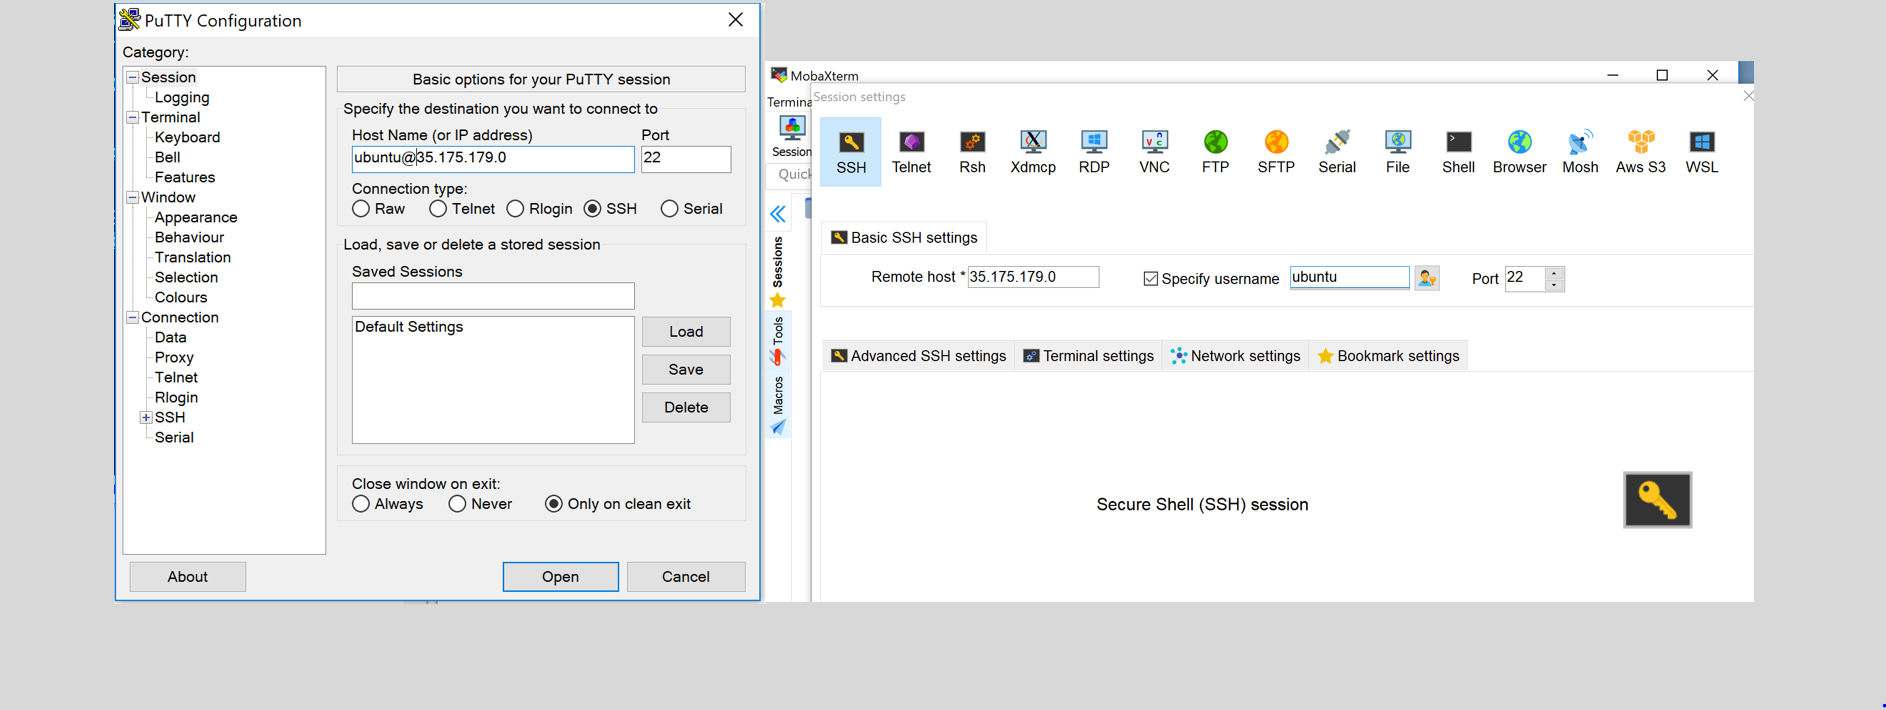 PuTTY Configuration
Category:
Session
Logging
Terminal
Keyboard
Bell
Features
Window
Appearance
Behaviour
Translation
Selection
Colours
Connection
Data
Proxy
Telnet
Rlogin
SSH
Serial
Basic options for your PuTTY session
Specify the destination you want to connect to
Host Name (or IP address) Port
ubuntu@35.175.179.0 22
Connection type:
Raw Telnet Rlogin SSH Serial
Load, save or delete a stored session
Saved Sessions
Default Settings
Load
Save
Delete
Close window on exit:
Always Never Only on clean exit
About Open Cancel
MobaXterm
Termina
Session
Quick
Sessions
Tools
Macros
Session settings
SSH Telnet Rsh Xdmcp RDP VNC FTP SFTP Serial File Shell Browser Mosh Aws S3 WSL
Basic SSH settings
Remote host * 35.175.179.0 Specify username ubuntu Port 22
Advanced SSH settings Terminal settings Network settings Bookmark settings
Secure Shell (SSH) session